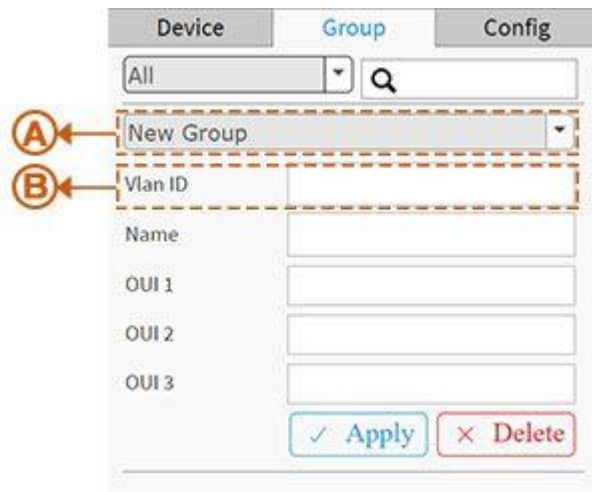 Device Group Config
All
A New Group
B Vlan ID
Name
OUI 1
OUI 2
OUI 3
Apply Delete